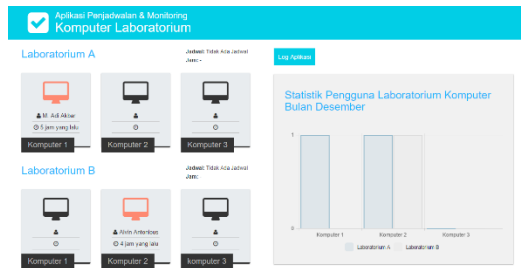 Aplikasi Penjadwalan & Monitoring
Komputer Laboratorium
Laboratorium A
Jadwal: Tidak Ada Jadwal
Jam: -
M. Adi Akbar
5 jam yang lalu
Komputer 1
Komputer 2
Komputer 3
Laboratorium B
Jadwal: Tidak Ada Jadwal
Jam:
Alvin
4 jam yang lalu
Komputer 1
Komputer 2
komputer 3
Log Aplikasi
Statistik Pengguna Laboratorium Komputer
Bulan Desember
1
0
Komputer 1
Komputer 2
Komputer 3
Laboratorium A
Laboratorium B